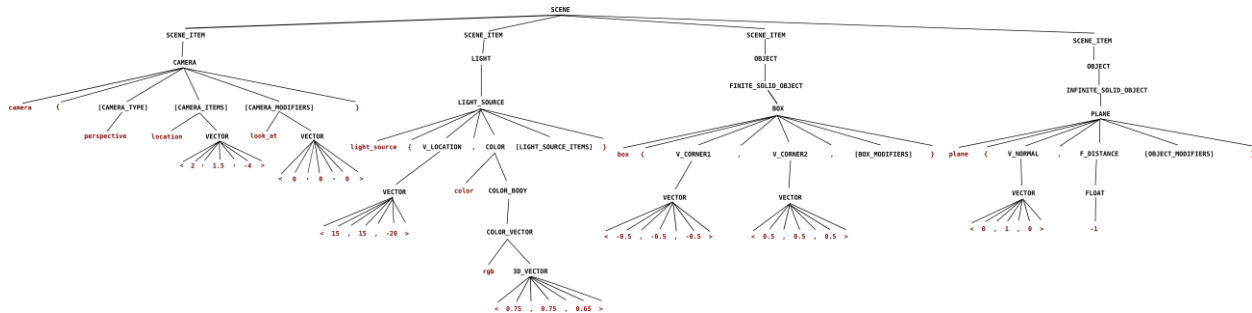 SCENE
SCENE_ITEM SCENE_ITEM SCENE_ITEM SCENE_ITEM
CAMERA LIGHT OBJECT OBJECT
FINITE_SOLID_OBJECT INFINITE_SOLID_OBJECT
camera { [CAMERA_TYPE] [CAMERA_ITEMS] [CAMERA_MODIFIERS] } LIGHT_SOURCE BOX PLANE
perspective location VECTOR look_at VECTOR
light_source { V_LOCATION , COLOR [LIGHT_SOURCE_ITEMS] } box { V_CORNER1 , V_CORNER2 , [BOX_MODIFIERS] } plane { V_NORMAL , F_DISTANCE [OBJECT_MODIFIERS] }
< 2 , 1.5 , -4 > < 0 , 0 , 0 >
VECTOR color COLOR_BODY VECTOR VECTOR VECTOR FLOAT
< 15 , 15 , -20 > COLOR_VECTOR < -0.5 , -0.5 , -0.5 > < 0.5 , 0.5 , 0.5 > < 0 , 1 , 0 > -1
rgb 3D_VECTOR
< 0.75 , 0.75 , 0.65 >